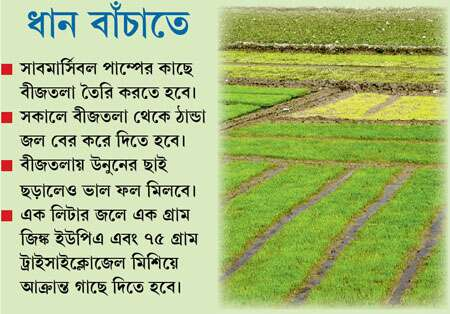 ধান বাঁচাতে
সাবমার্সিবল পাম্পের কাছে
বীজতলা তৈরি করতে হবে।
সকালে বীজতলা থেকে ঠান্ডা
জল বের করে দিতে হবে।
বীজতলায় উনুনের ছাই
ছড়ালেও ভাল ফল মিলবে।
এক লিটার জলে এক গ্রাম
জিঙ্ক ইউপিএ এবং ৭৫ গ্রাম
ট্রাইসাইক্লোজেল মিশিয়ে
আক্রান্ত গাছে দিতে হবে।